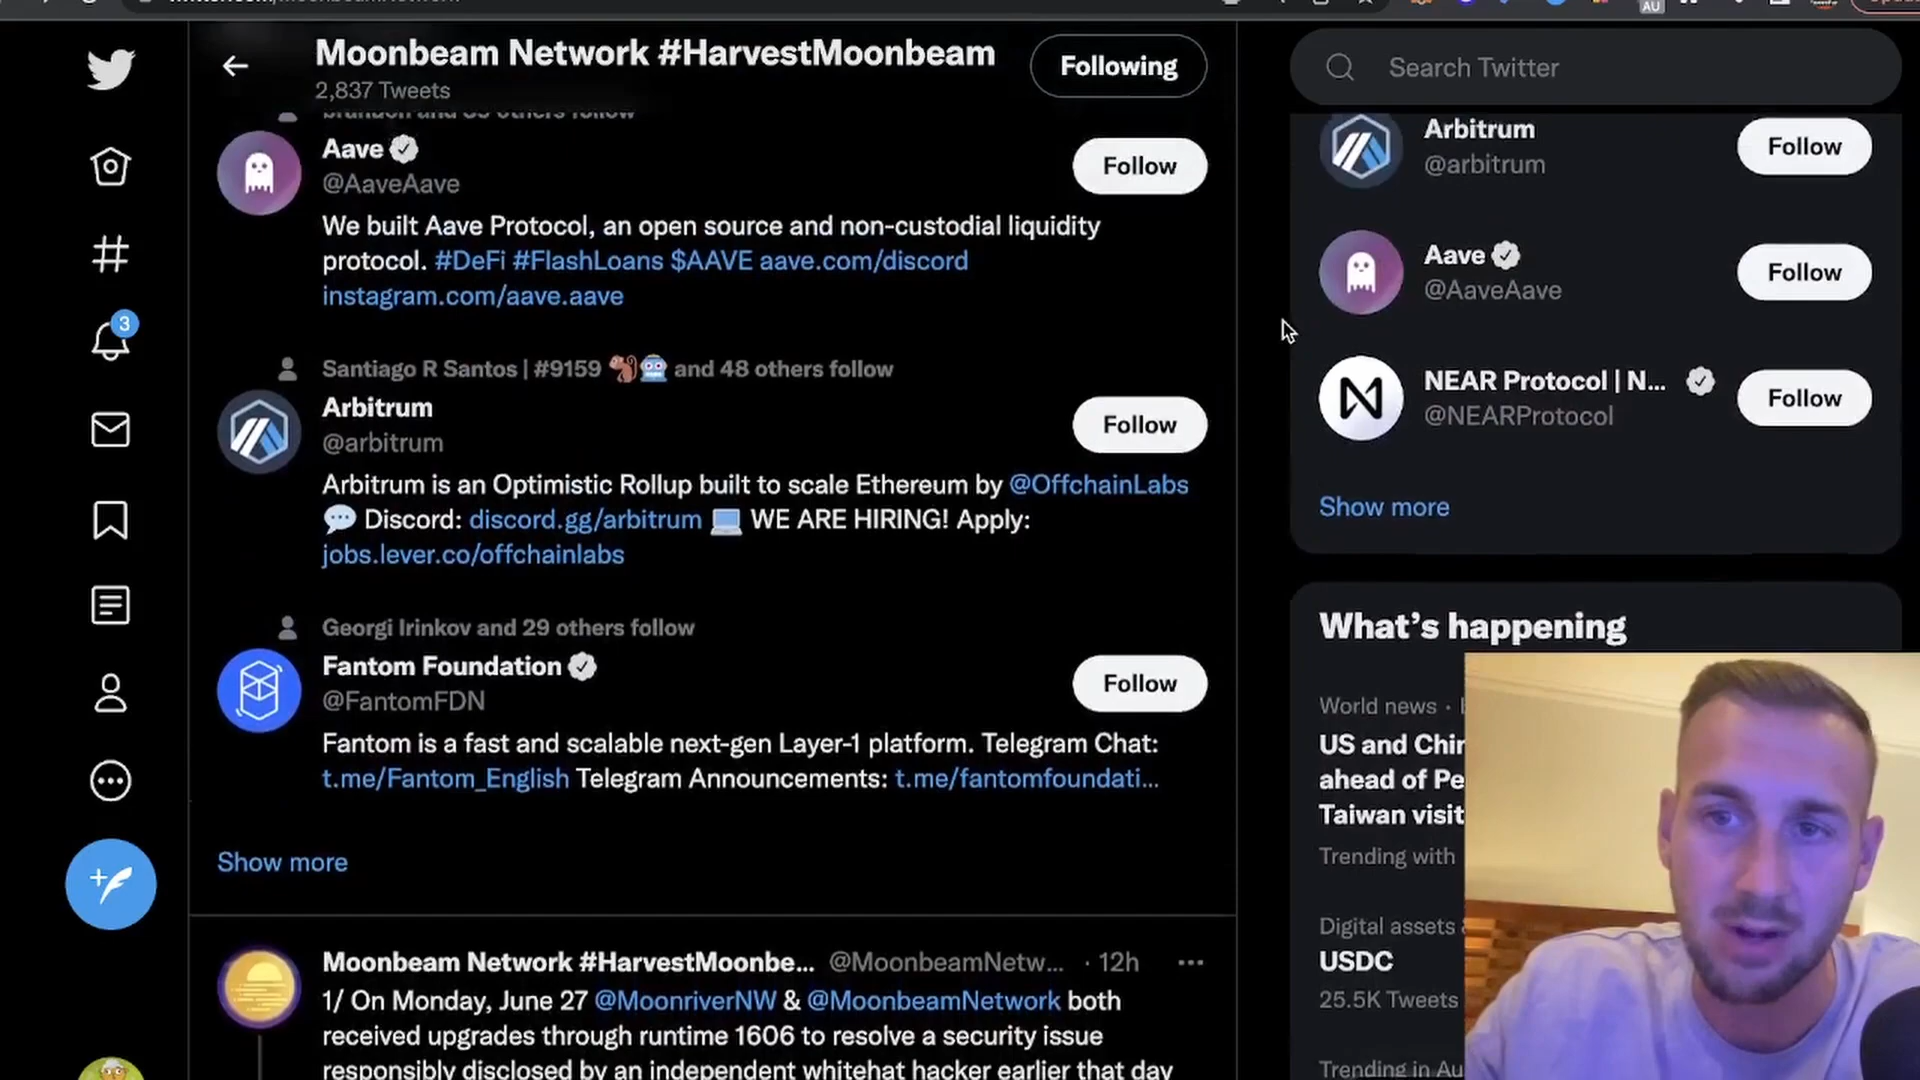 AU
Moonbeam Network #HarvestMoonbeam
2,837 Tweets
Following
Search Twitter
Aave
@AaveAave
Follow
We built Aave Protocol, an open source and non-custodial liquidity
protocol. #DeFi #FlashLoans $AAVE aave.com/discord
instagram.com/aave.aave
Santiago R Santos | #9159 🐿️🤖 and 48 others follow
Arbitrum
@arbitrum
Follow
Arbitrum is an Optimistic Rollup built to scale Ethereum by @OffchainLabs
💬 Discord: discord.gg/arbitrum 💻 WE ARE HIRING! Apply:
jobs.lever.co/offchainlabs
Georgi Irinkov and 29 others follow
Fantom Foundation
@FantomFDN
Follow
Fantom is a fast and scalable next-gen Layer-1 platform. Telegram Chat:
t.me/Fantom_English Telegram Announcements: t.me/fantomfoundati...
Show more
Moonbeam Network #HarvestMoonbe... @MoonbeamNetw... · 12h
1/ On Monday, June 27 @MoonriverNW & @MoonbeamNetwork both
received upgrades through runtime 1606 to resolve a security issue
responsibly disclosed by an independent whitehat hacker earlier that day
3
Arbitrum
@arbitrum
Follow
Aave
@AaveAave
Follow
NEAR Protocol | N...
@NEARProtocol
Follow
Show more
What's happening
World news ·
US and Chin
ahead of Pe
Taiwan visit
Trending with
Digital assets
USDC
25.5K Tweets
Trending in Au